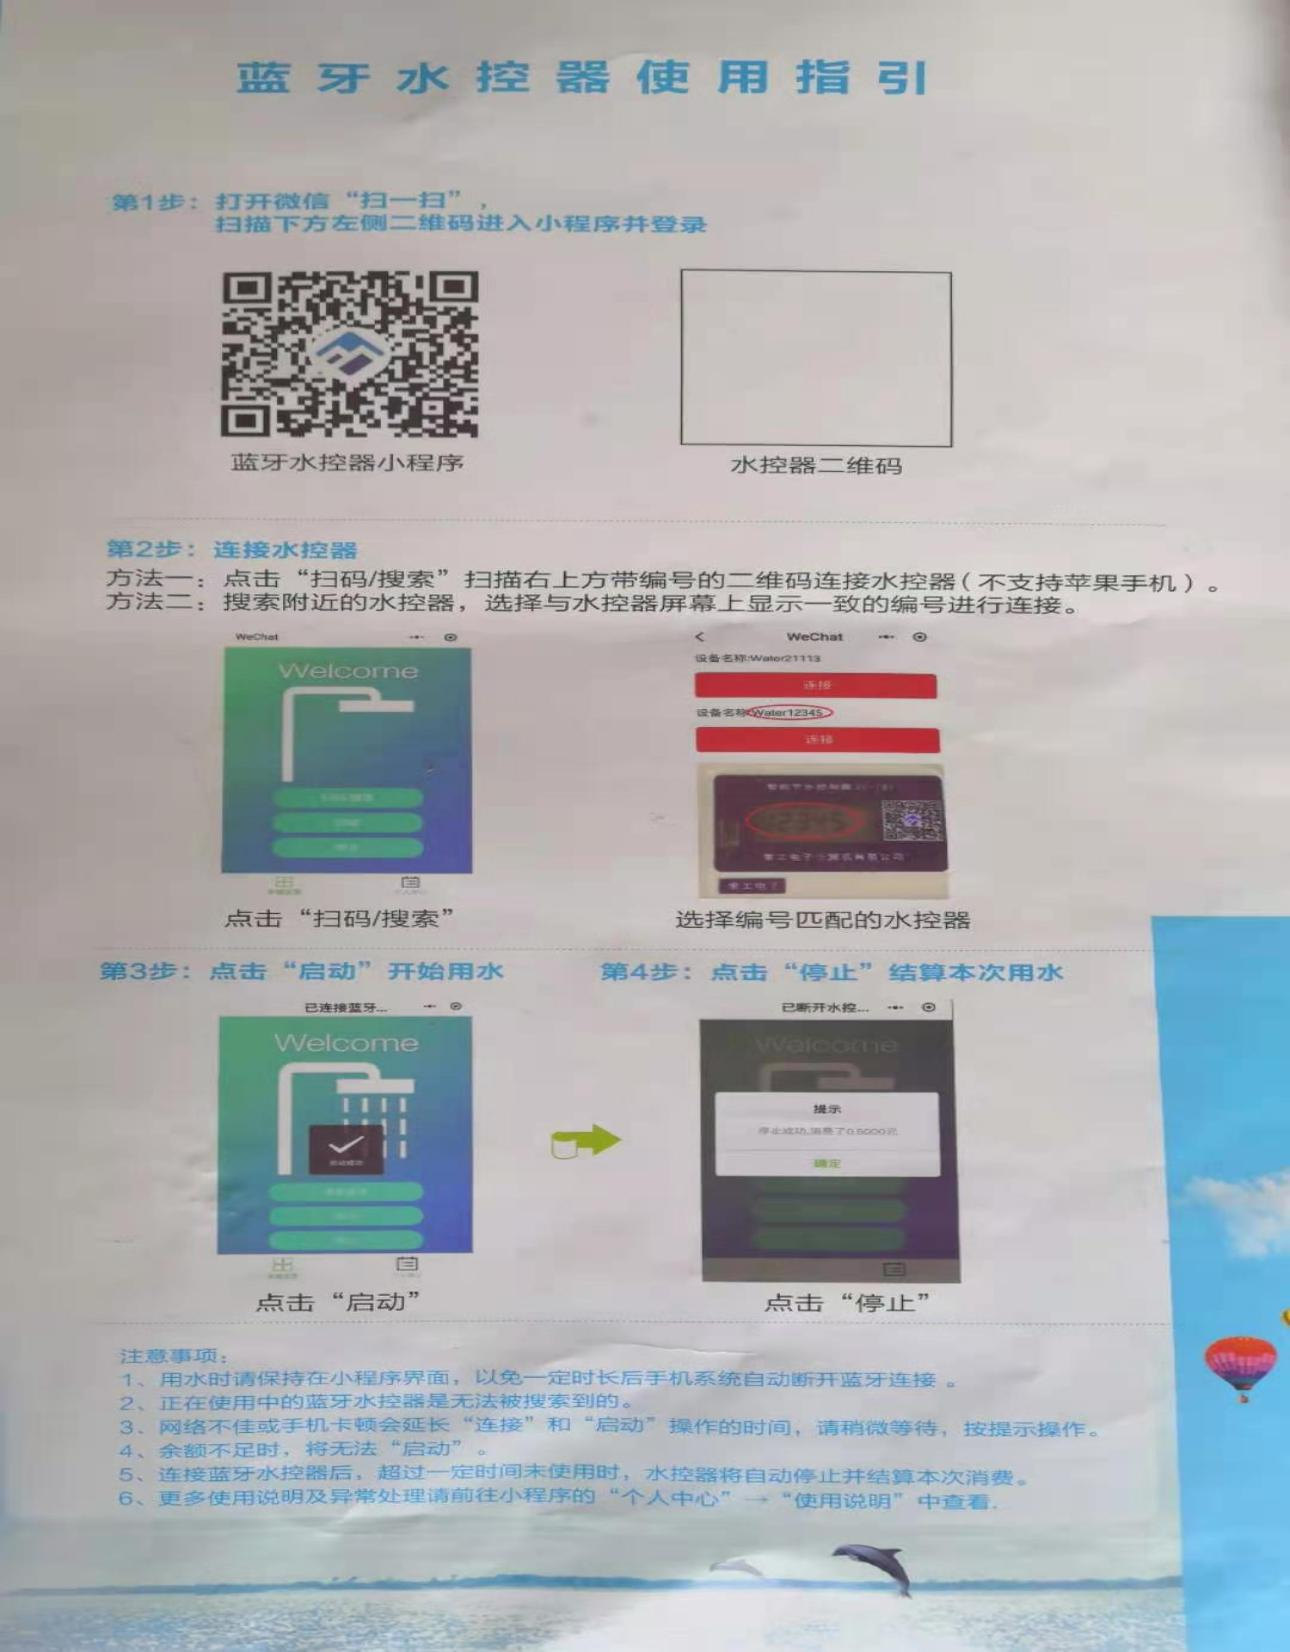 蓝牙水控器使用指引
第1步：打开微信“扫一扫”，
扫描下方左侧二维码进入小程序并登录
蓝牙水控器小程序
水控器二维码
第2步：连接水控器
方法一：点击“扫码/搜索”扫描右上方带编号的二维码连接水控器（不支持苹果手机）。
方法二：搜索附近的水控器，选择与水控器屏幕上显示一致的编号进行连接。
WeChat
Welcome
点击“扫码/搜索”
WeChat
设备名称:Water21113
连接
设备名称:Water12345
连接
12345
选择编号匹配的水控器
第3步：点击“启动”开始用水
已连接蓝牙...
Welcome
启动成功
点击“启动”
第4步：点击“停止”结算本次用水
已断开水控...
Welcome
提示
停止成功,消费了0.5000元
确定
点击“停止”
注意事项：
1、用水时请保持在小程序界面，以免一定时长后手机系统自动断开蓝牙连接。
2、正在使用中的蓝牙水控器是无法被搜索到的。
3、网络不佳或手机卡顿会延长“连接”和“启动”操作的时间，请稍微等待，按提示操作。
4、余额不足时，将无法“启动”。
5、连接蓝牙水控器后，超过一定时间未使用时，水控器将自动停止并结算本次消费。
6、更多使用说明及异常处理请前往小程序的“个人中心”→“使用说明”中查看.